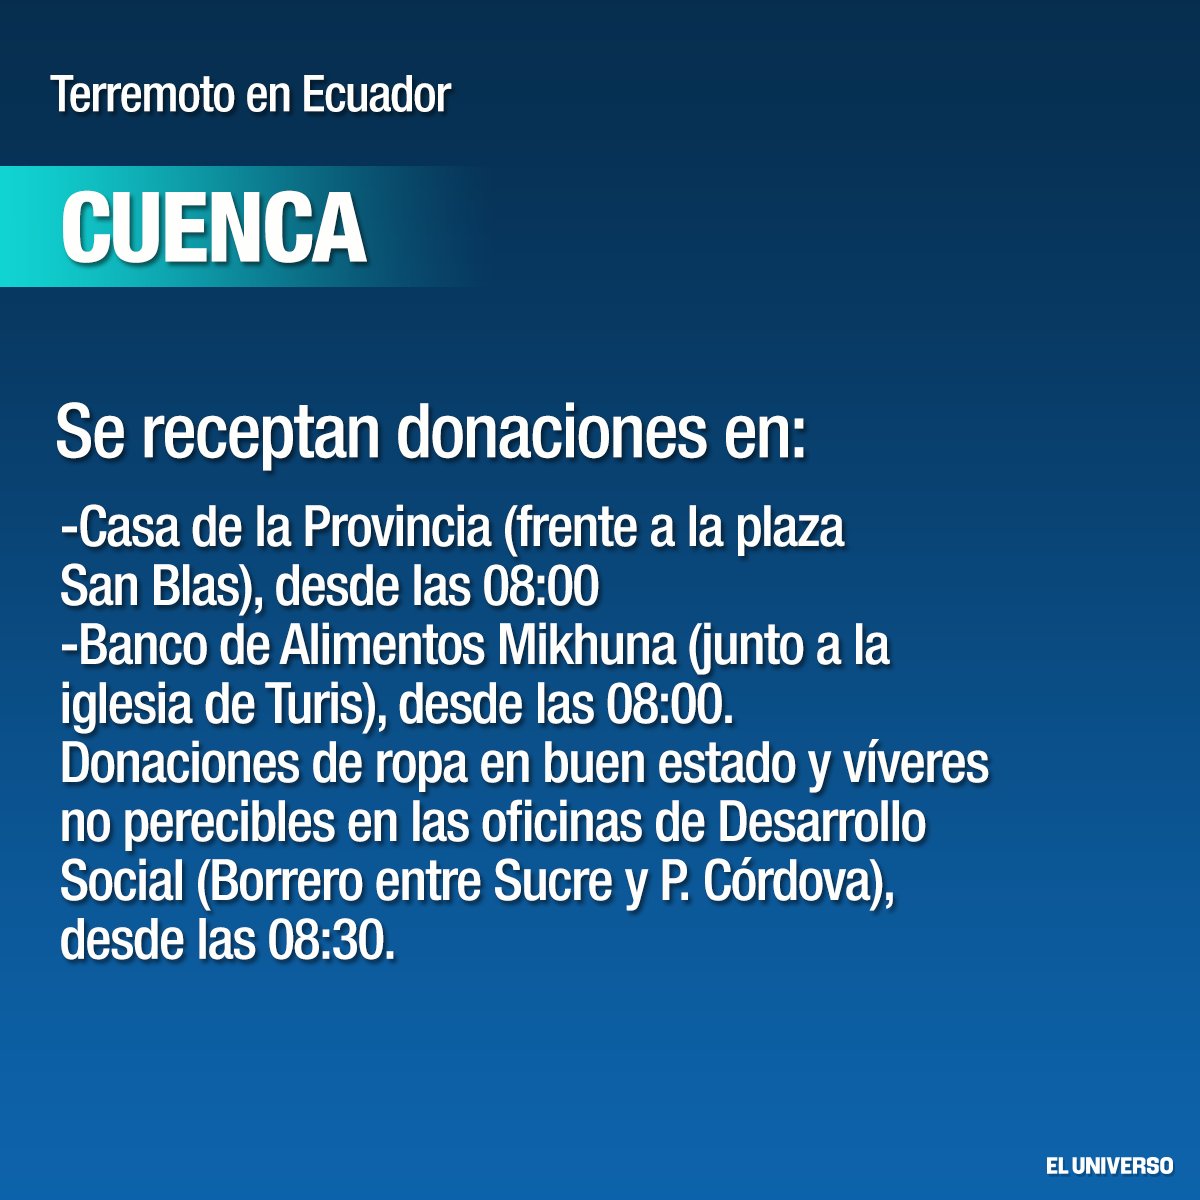 Terremoto en Ecuador
CUENCA
Se receptan donaciones en:
-Casa de la Provincia (frente a la plaza
San Blas), desde las 08:00
-Banco de Alimentos Mikhuna (junto a la
iglesia de Turis), desde las 08:00.
Donaciones de ropa en buen estado y víveres
no perecibles en las oficinas de Desarrollo
Social (Borrero entre Sucre y P. Córdova),
desde las 08:30.
EL UNIVERSO